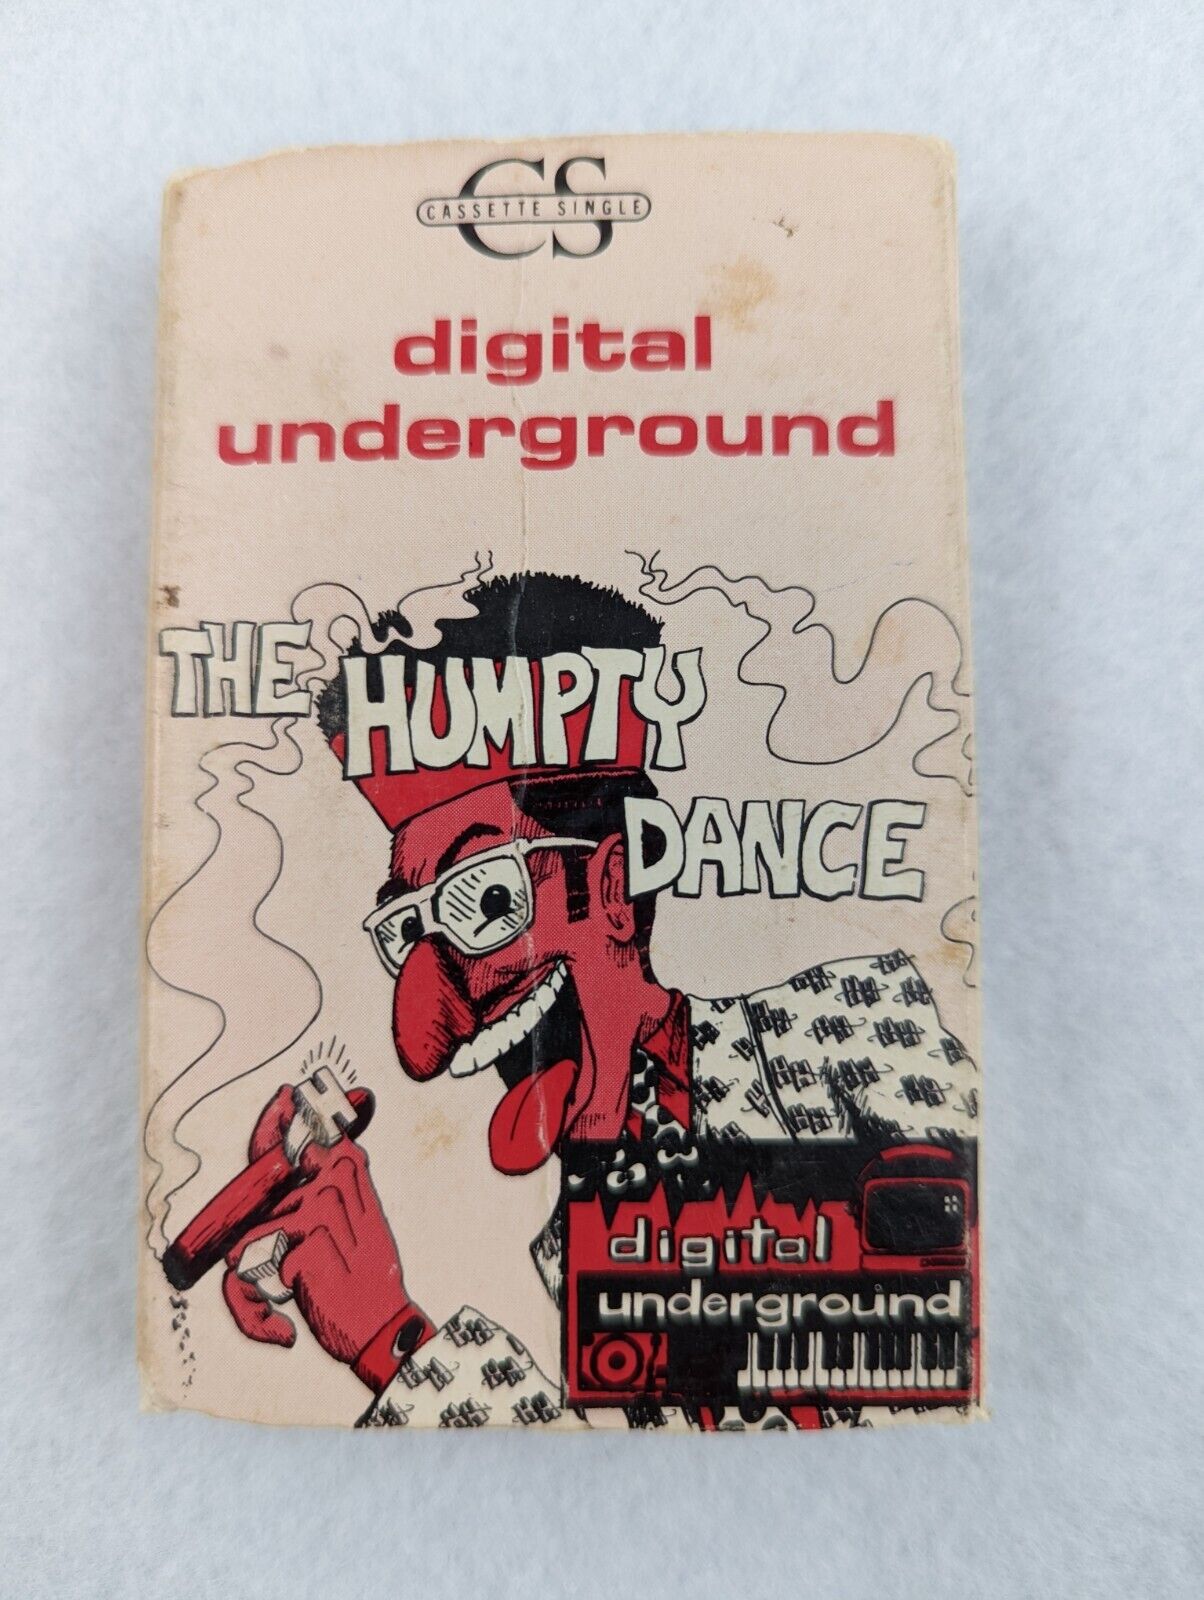 CS
CASSETTE SINGLE
digital
underground
THE HUMPTY
DANCE
H
digital
underground